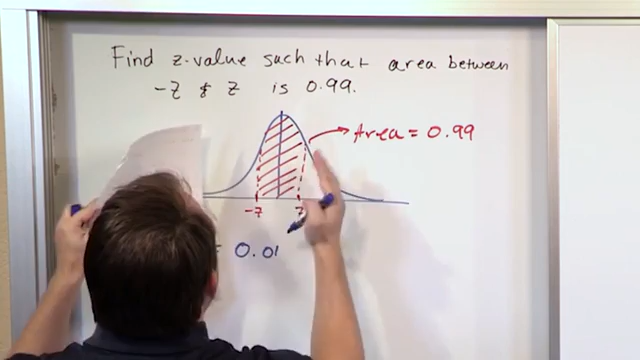 Find z-value such that area between
-z & z is 0.99.
Area = 0.99
-z z
= 0.01